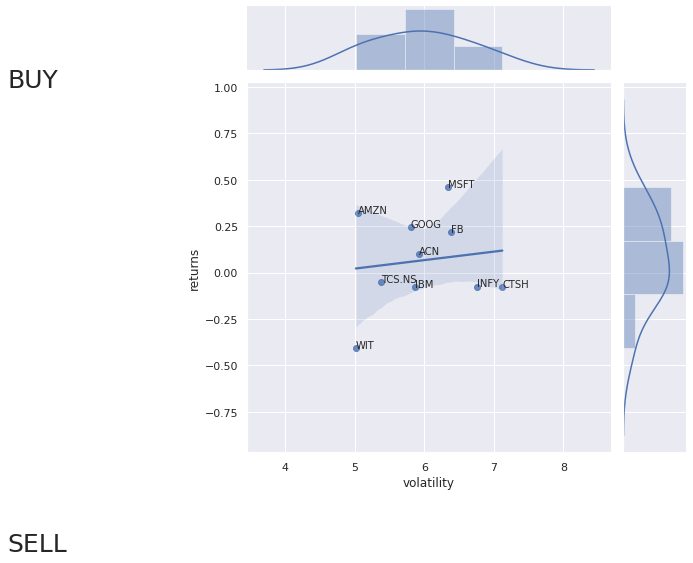 BUY
1.00
0.75
0.50
MSFT
AMZN
0.25
GOOG
FB
ACN
returns
0.00
TCS.NS
IBM
INFY
CTSH
−0.25
WIT
−0.50
−0.75
4 5 6 7 8
volatility
SELL